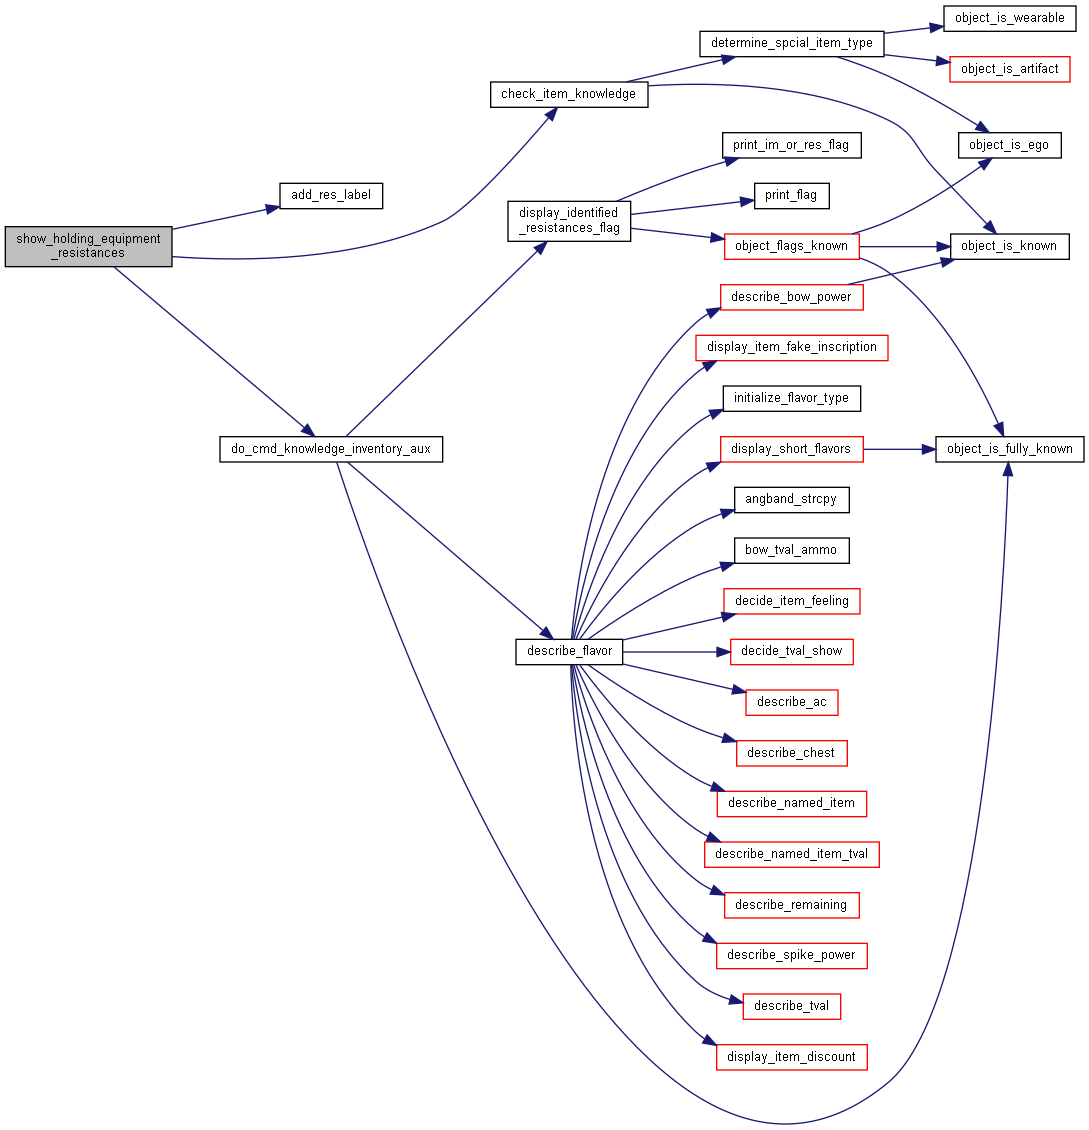 object_is_wearable
determine_spcial_item_type
object_is_artifact
check_item_knowledge
print_im_or_res_flag
object_is_ego
add_res_label
print_flag
display_identified
_resistances_flag
show_holding_equipment
_resistances
object_flags_known
object_is_known
describe_bow_power
display_item_fake_inscription
initialize_flavor_type
do_cmd_knowledge_inventory_aux
display_short_flavors
object_is_fully_known
angband_strcpy
bow_tval_ammo
decide_item_feeling
describe_flavor
decide_tval_show
describe_ac
describe_chest
describe_named_item
describe_named_item_tval
describe_remaining
describe_spike_power
describe_tval
display_item_discount